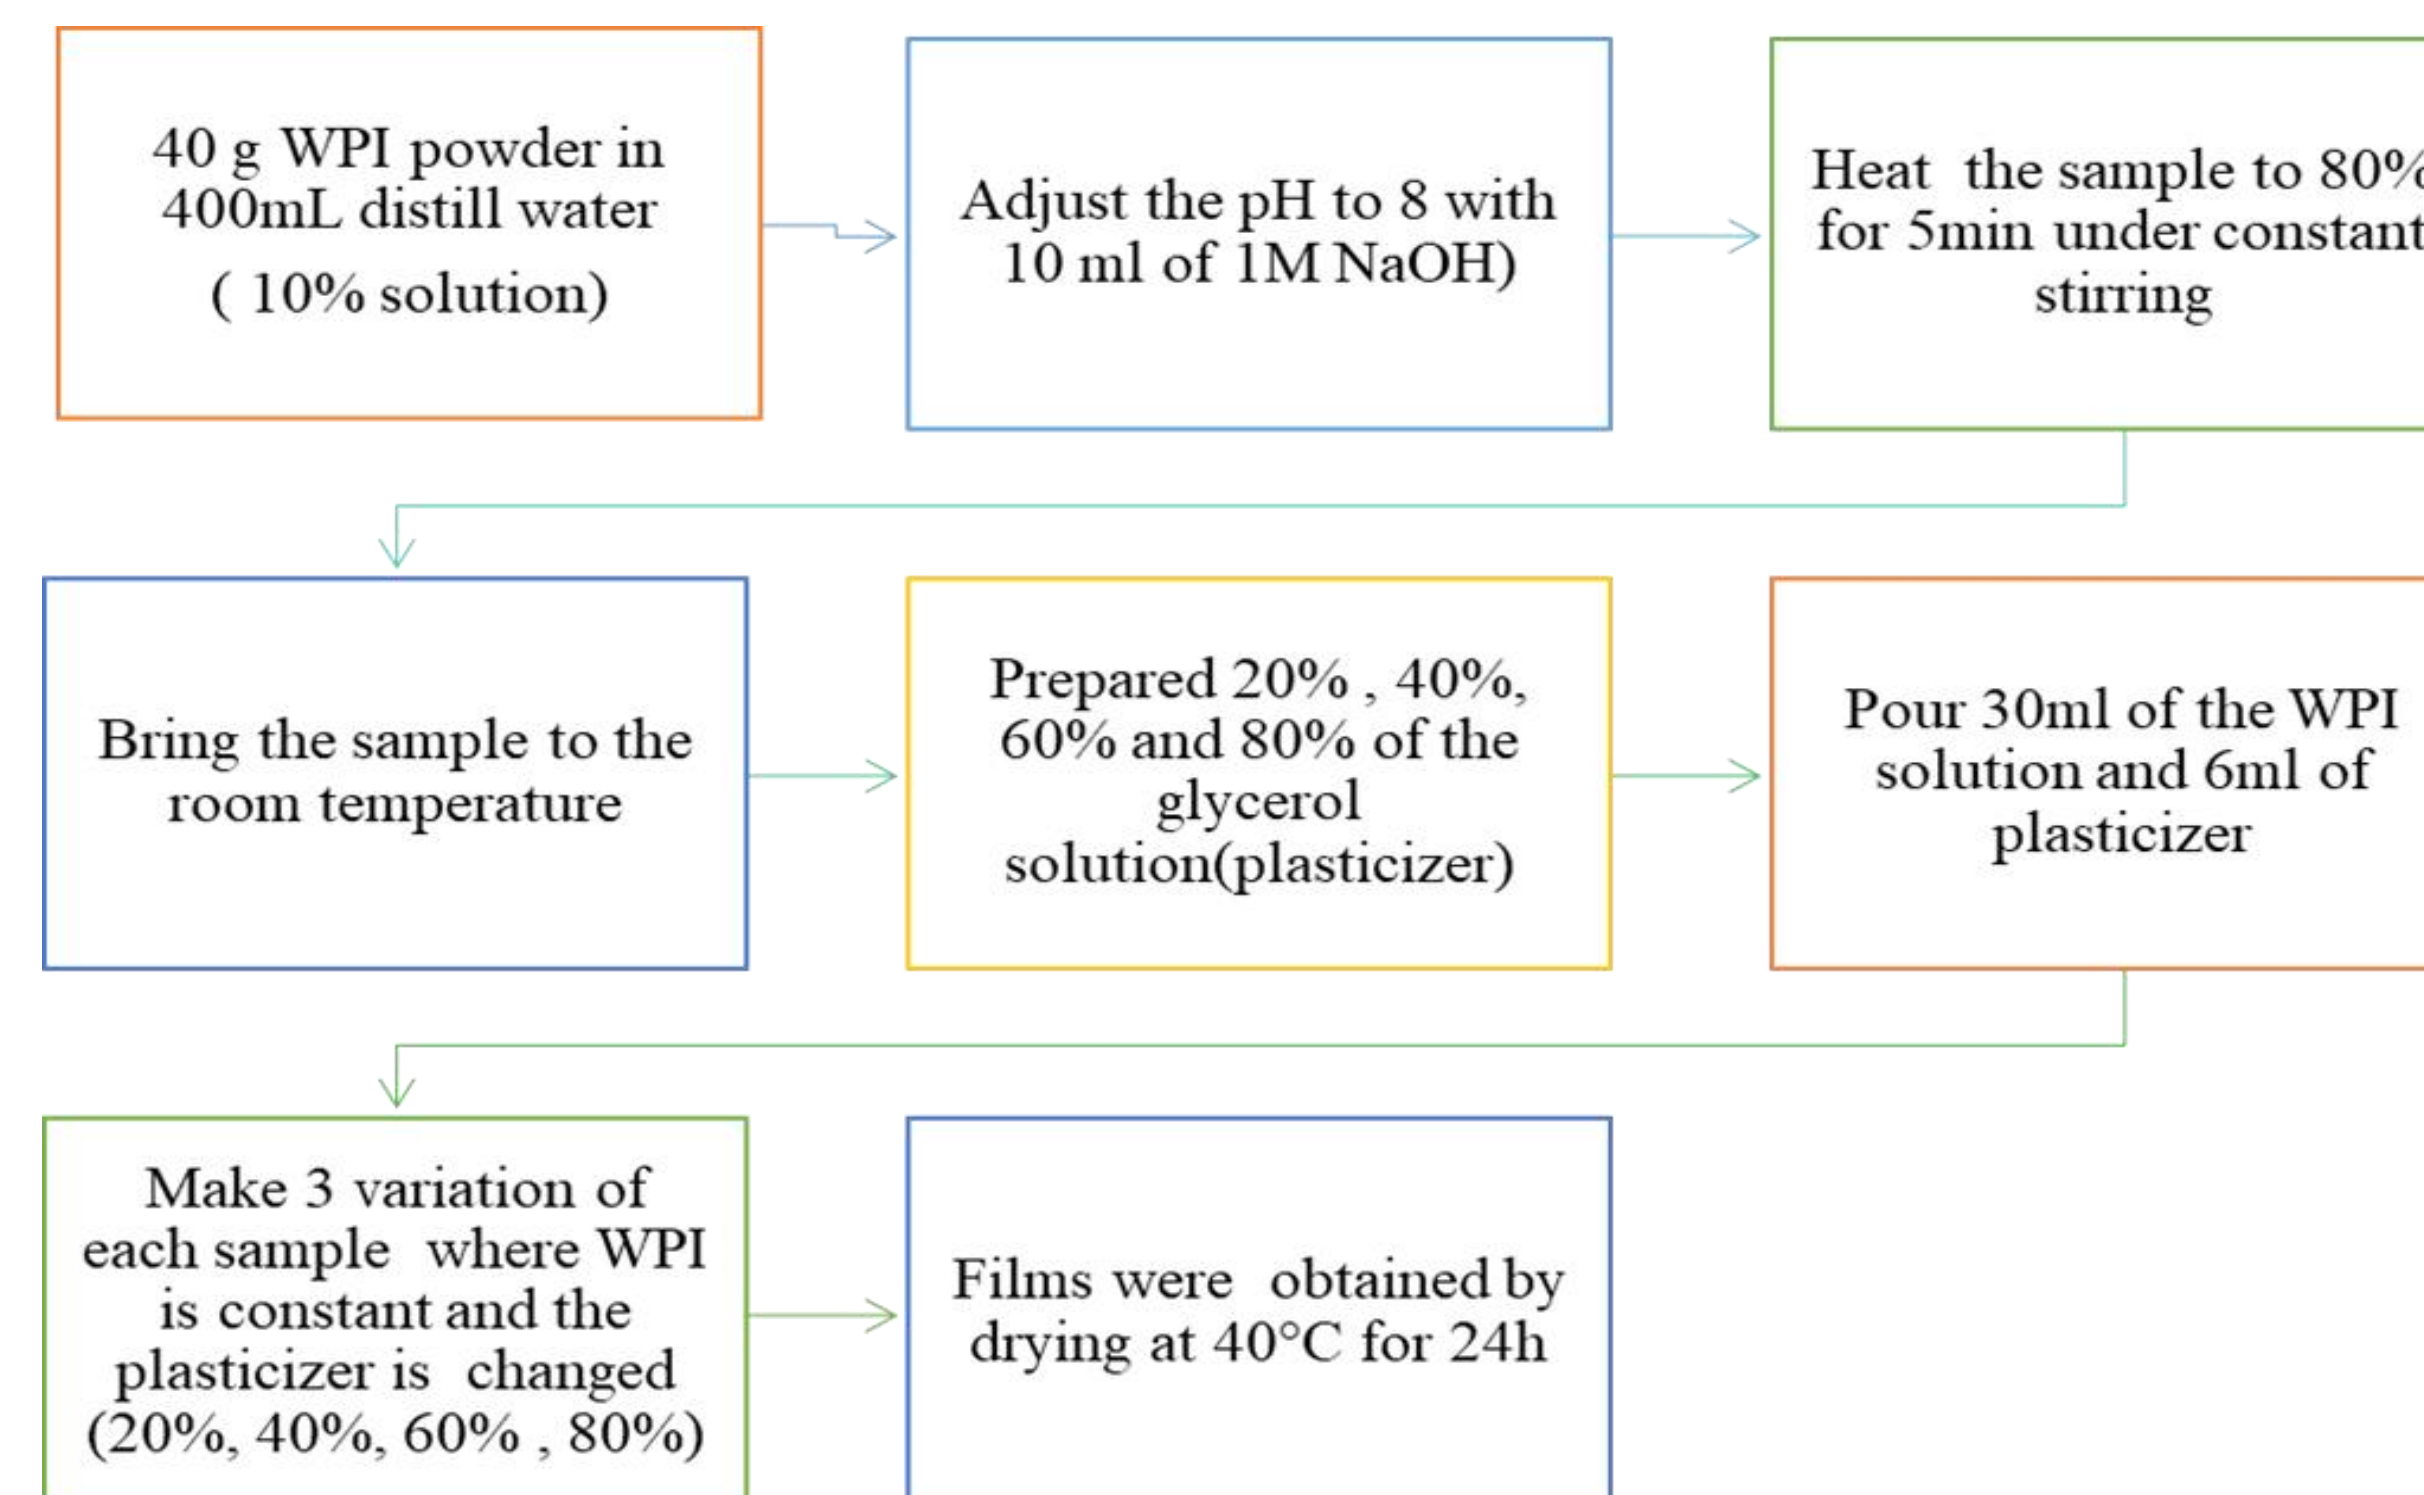 40 g WPI powder in
400mL distill water
( 10% solution)
Adjust the pH to 8 with
10 ml of 1M NaOH)
Heat the sample to 80%
for 5min under constant
stirring
Bring the sample to the
room temperature
Prepared 20% , 40%,
60% and 80% of the
glycerol
solution(plasticizer)
Pour 30ml of the WPI
solution and 6ml of
plasticizer
Make 3 variation of
each sample where WPI
is constant and the
plasticizer is changed
(20%, 40%, 60% , 80%)
Films were obtained by
drying at 40°C for 24h